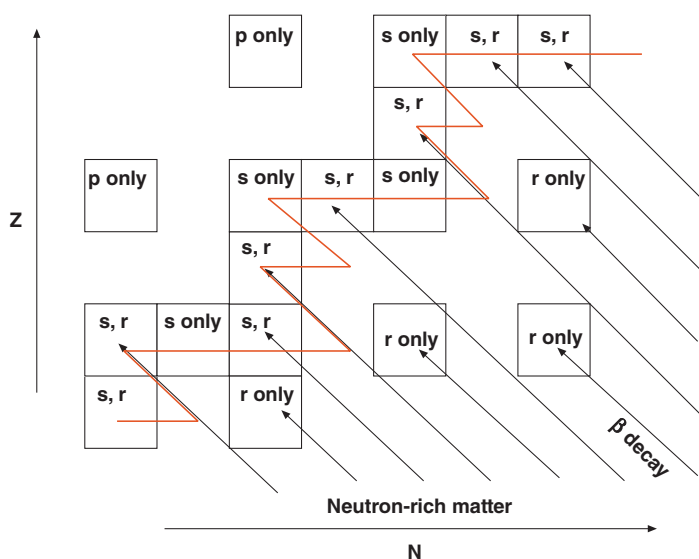 p only
s only
s, r
s, r
s, r
p only
s only
s, r
s only
r only
Z
s, r
s, r
s only
s, r
r only
r only
s, r
r only
β decay
Neutron-rich matter
N